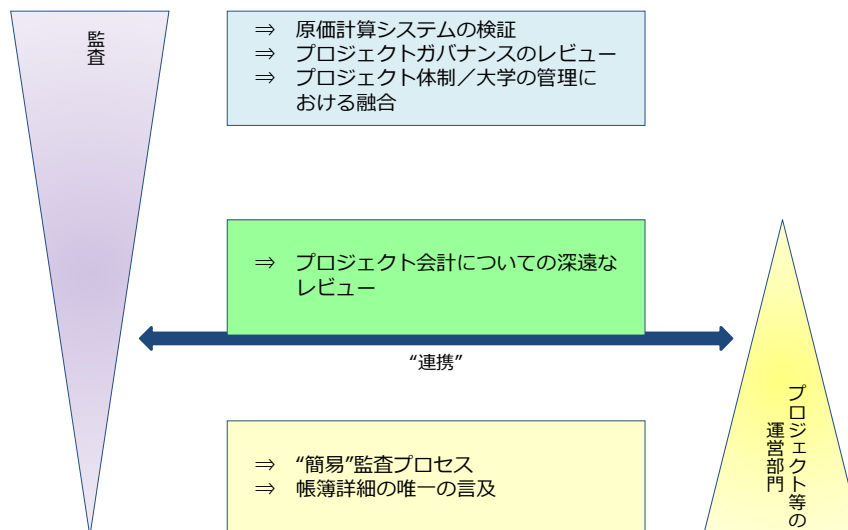 監査
⇒ 原価計算システムの検証
⇒ プロジェクトガバナンスのレビュー
⇒ プロジェクト体制／大学の管理に
おける融合
⇒ プロジェクト会計についての深遠な
レビュー
“連携”
⇒ “簡易”監査プロセス
⇒ 帳簿詳細の唯一の言及
プロジェクト等の
運営部門